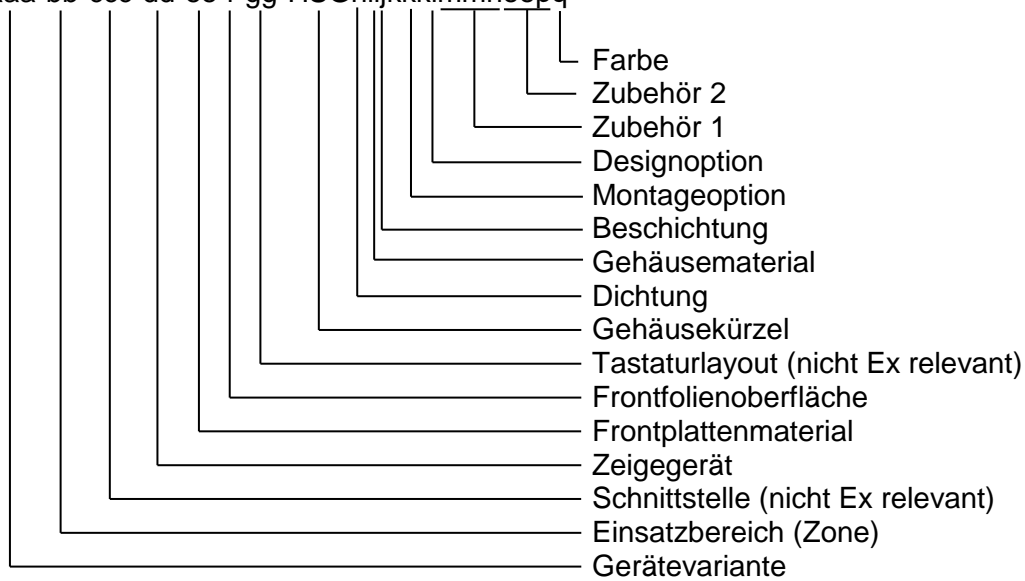 Farbe
Zubehör 2
Zubehör 1
Designoption
Montageoption
Beschichtung
Gehäusematerial
Dichtung
Gehäusekürzel
Tastaturlayout (nicht Ex relevant)
Frontfolienoberfläche
Frontplattenmaterial
Zeigegerät
Schnittstelle (nicht Ex relevant)
Einsatzbereich (Zone)
Gerätevariante